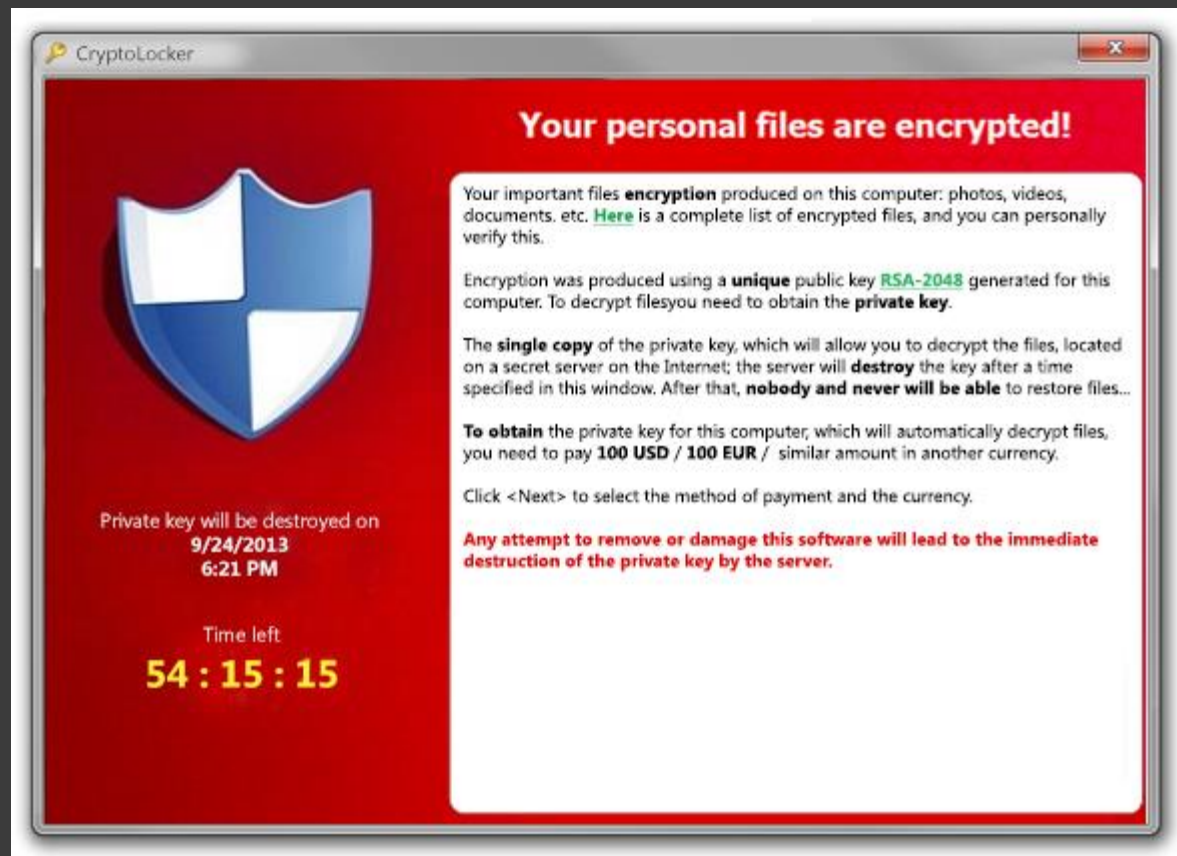 CryptoLocker
Your personal files are encrypted!
Your important files encryption produced on this computer: photos, videos,
documents. etc. Here is a complete list of encrypted files, and you can personally
verify this.
Encryption was produced using a unique public key RSA-2048 generated for this
computer. To decrypt filesyou need to obtain the private key.
The single copy of the private key, which will allow you to decrypt the files, located
on a secret server on the Internet; the server will destroy the key after a time
specified in this window. After that, nobody and never will be able to restore files...
To obtain the private key for this computer, which will automatically decrypt files,
you need to pay 100 USD / 100 EUR / similar amount in another currency.
Click <Next> to select the method of payment and the currency.
Any attempt to remove or damage this software will lead to the immediate
destruction of the private key by the server.
Private key will be destroyed on
9/24/2013
6:21 PM
Time left
54 : 15 : 15